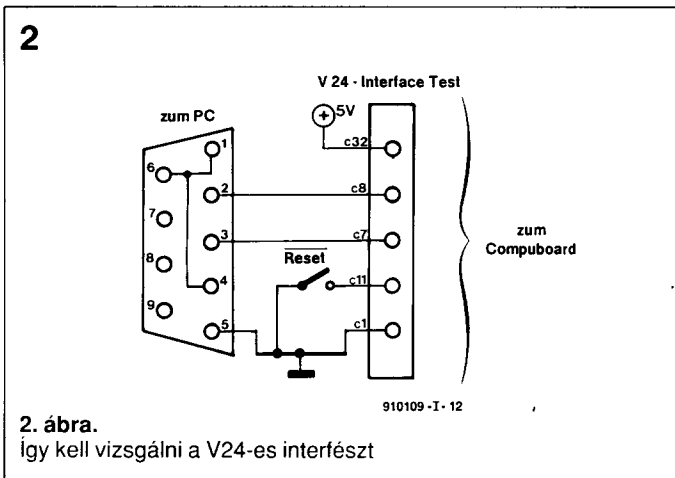 2
V 24 - Interface Test
zum PC
5V
c32
1
6
2
c8
7
3
c7
zum
Compuboard
8
Reset
4
c11
9
5
c1
910109 - I - 12
2. ábra.
Így kell vizsgálni a V24-es interfészt